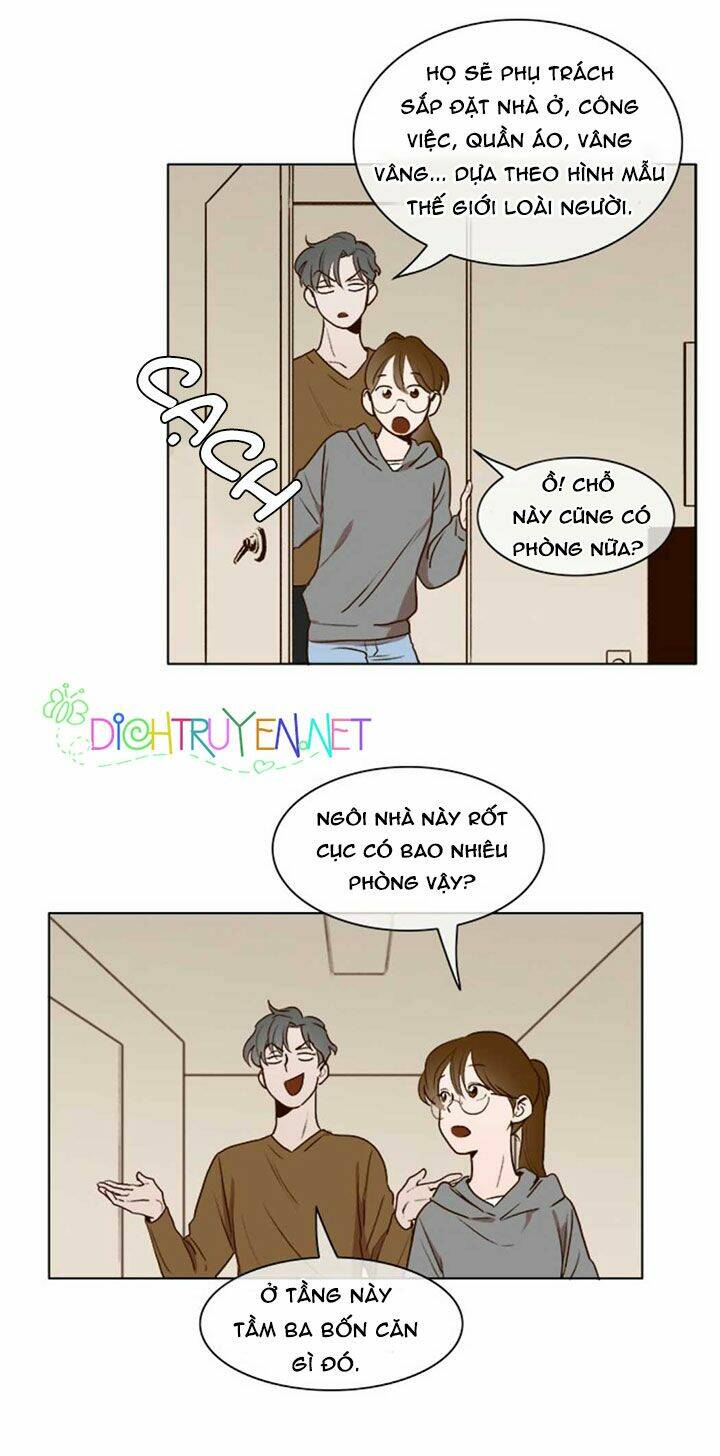 HỌ SẼ PHỤ TRÁCH
SẮP ĐẶT NHÀ Ở, CÔNG
VIỆC, QUẦN ÁO, VÂNG
VÂNG... DỰA THEO HÌNH MẪU
THẾ GIỚI LOÀI NGƯỜI.
CẠCH
Ồ! CHỖ
NÀY CŨNG CÓ
PHÒNG NỮA?
DICHTRUYEN.NET
NGÔI NHÀ NÀY RỐT
CỤC CÓ BAO NHIÊU
PHÒNG VẬY?
Ở TẦNG NÀY
TẦM BA BỐN CĂN
GÌ ĐÓ.